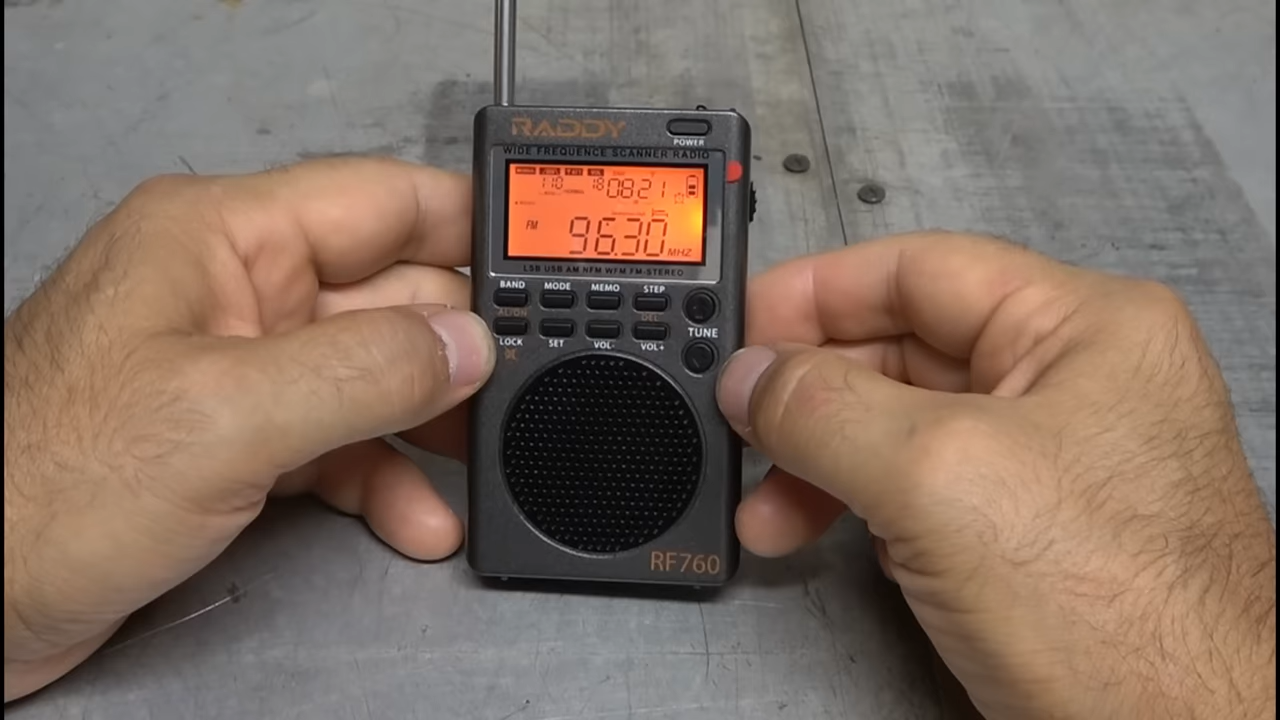 RADDY
POWER
WIDE FREQUENCE SCANNER RADIO
08:21
FM 96.30 MHZ
LSB USB AM NFM WFM FM-STEREO
BAND MODE MEMO STEP
DEL
TUNE
LOCK SET VOL- VOL+
RF760